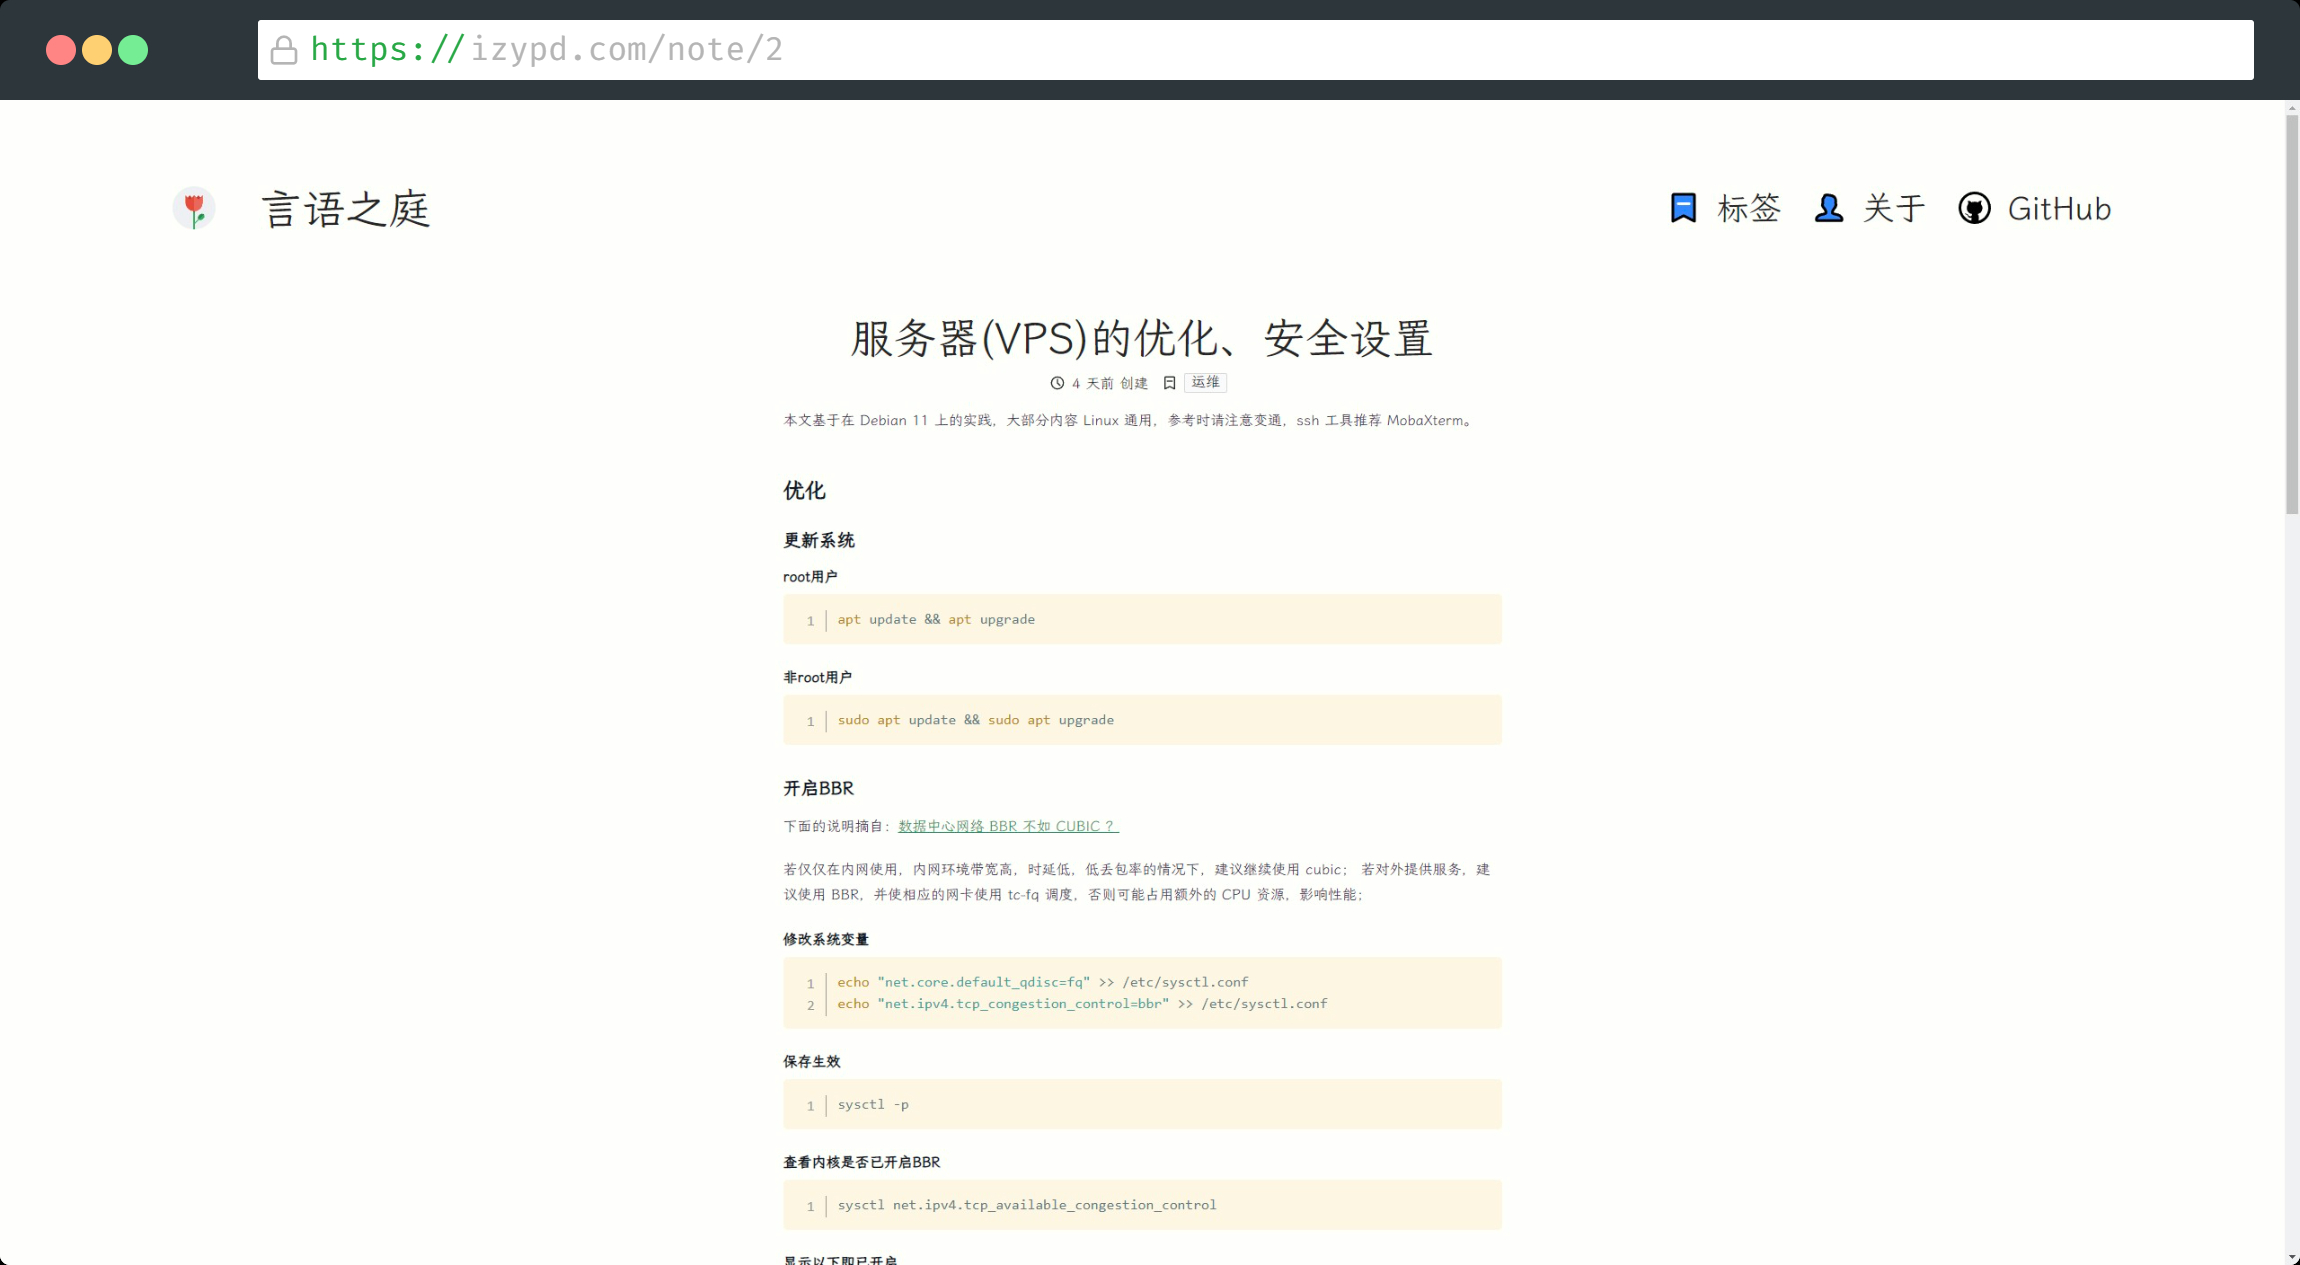 https://izypd.com/note/2
言语之庭
标签 关于 GitHub
服务器(VPS)的优化、安全设置
4 天前 创建 运维
本文基于在 Debian 11 上的实践，大部分内容 Linux 通用，参考时请注意变通，ssh 工具推荐 MobaXterm。
优化
更新系统
root用户
1 apt update && apt upgrade
非root用户
1 sudo apt update && sudo apt upgrade
开启BBR
下面的说明摘自：数据中心网络 BBR 不如 CUBIC ？
若仅仅在内网使用，内网环境带宽高，时延低，低丢包率的情况下，建议继续使用 cubic； 若对外提供服务，建
议使用 BBR，并使相应的网卡使用 tc-fq 调度，否则可能占用额外的 CPU 资源，影响性能；
修改系统变量
1 echo "net.core.default_qdisc=fq" >> /etc/sysctl.conf
2 echo "net.ipv4.tcp_congestion_control=bbr" >> /etc/sysctl.conf
保存生效
1 sysctl -p
查看内核是否已开启BBR
1 sysctl net.ipv4.tcp_available_congestion_control
显示以下即已开启